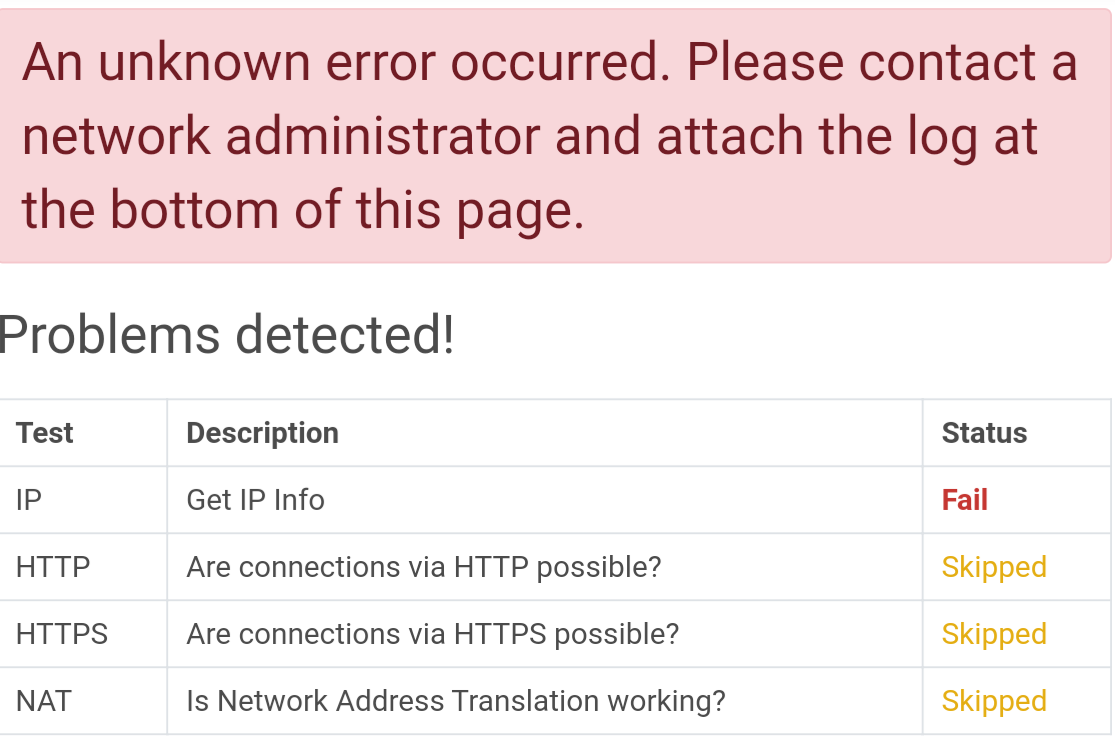 An unknown error occurred. Please contact a
network administrator and attach the log at
the bottom of this page.
Problems detected!
Test Description Status
IP Get IP Info Fail
HTTP Are connections via HTTP possible? Skipped
HTTPS Are connections via HTTPS possible? Skipped
NAT Is Network Address Translation working? Skipped